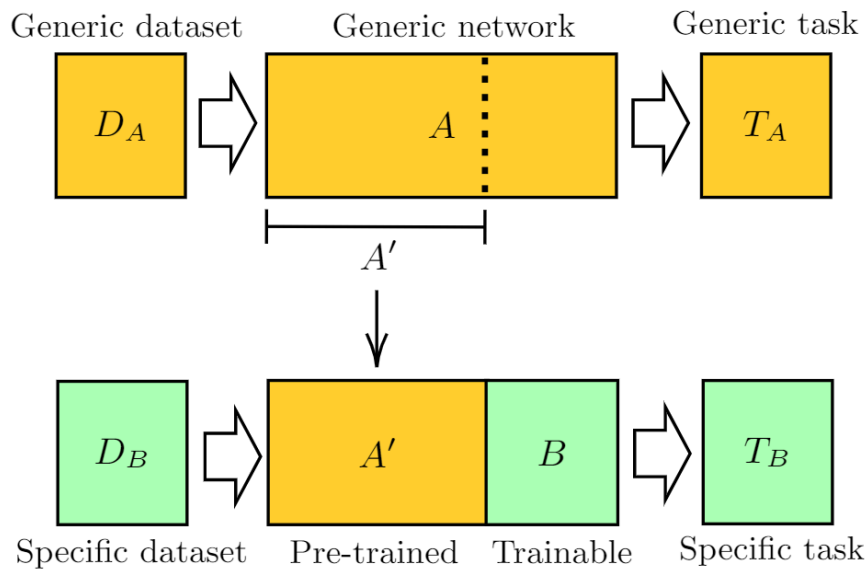 Generic dataset
Generic network
Generic task
D_A
A
T_A
A′
D_B
A′
B
T_B
Specific dataset
Pre-trained
Trainable
Specific task